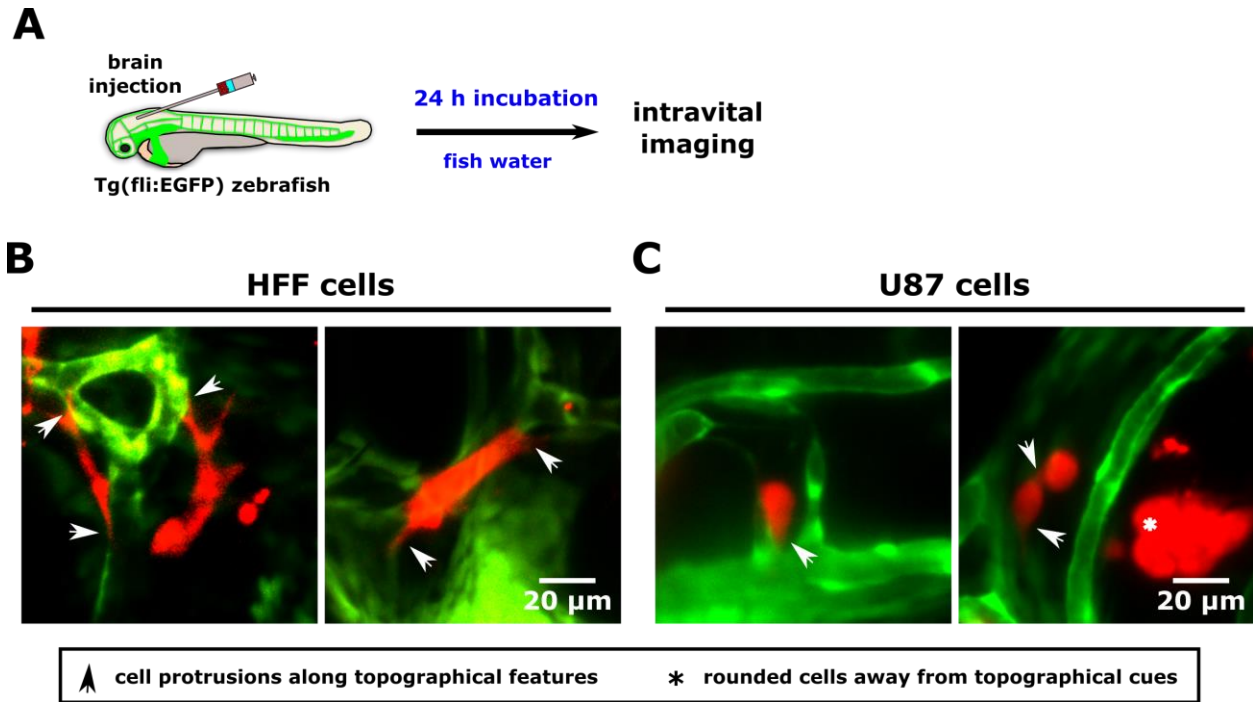 A
brain
injection
Tg(fli:EGFP) zebrafish
24 h incubation
fish water
intravital
imaging
B
HFF cells
20 µm
C
U87 cells
*
20 µm
cell protrusions along topographical features
* rounded cells away from topographical cues